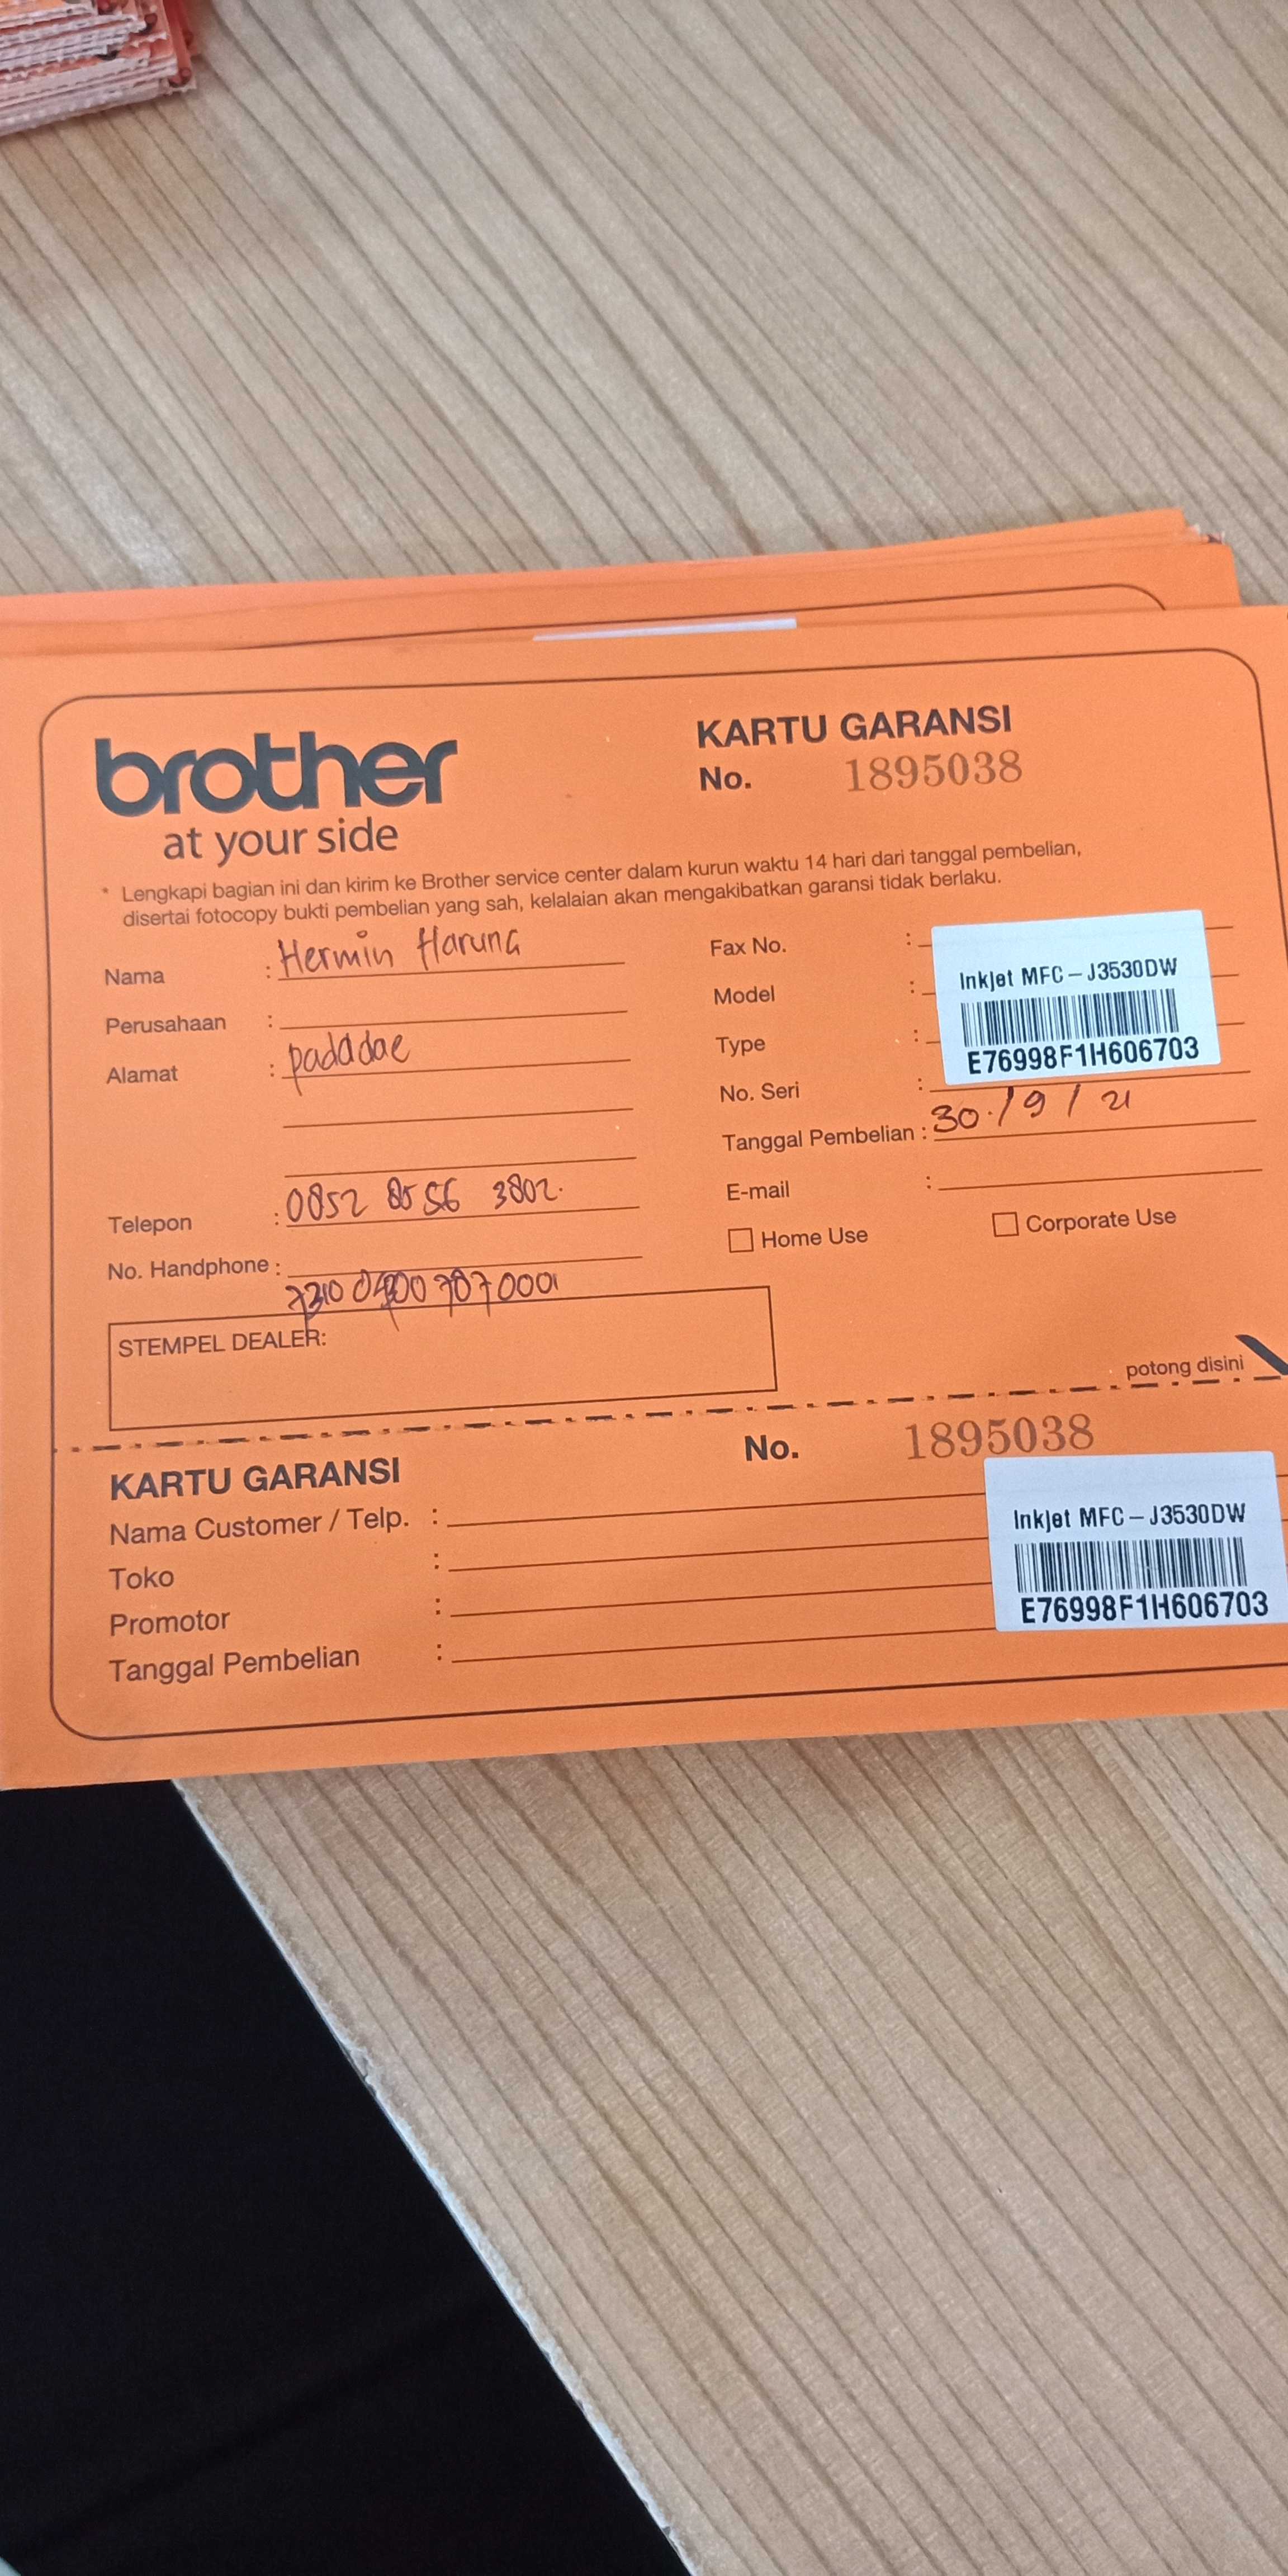 brother
at your side
KARTU GARANSI
No. 1895038
* Lengkapi bagian ini dan kirim ke Brother service center dalam kurun waktu 14 hari dari tanggal pembelian,
disertai fotocopy bukti pembelian yang sah, kelalaian akan mengakibatkan garansi tidak berlaku.
Nama : Hermin Haruna
Perusahaan :
Alamat : padadae
Telepon : 0852 8556 3802.
No. Handphone :
STEMPEL DEALER:
Fax No. :
Model :
Type :
No. Seri :
Inkjet MFC-J3530DW
E76998F1H606703
Tanggal Pembelian : 30./9/21
E-mail :
Home Use
Corporate Use
potong disini
KARTU GARANSI
No. 1895038
Nama Customer / Telp. :
Toko :
Promotor :
Tanggal Pembelian :
Inkjet MFC-J3530DW
E76998F1H606703